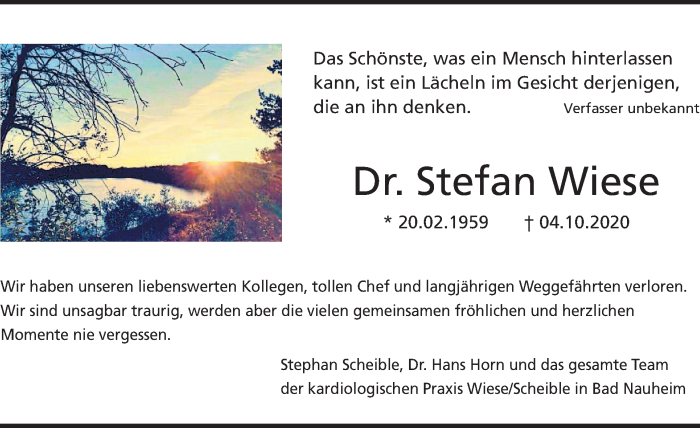 Das Schönste, was ein Mensch hinterlassen
kann, ist ein Lächeln im Gesicht derjenigen,
die an ihn denken. Verfasser unbekannt
Dr. Stefan Wiese
* 20.02.1959 † 04.10.2020
Wir haben unseren liebenswerten Kollegen, tollen Chef und langjährigen Weggefährten verloren.
Wir sind unsagbar traurig, werden aber die vielen gemeinsamen fröhlichen und herzlichen
Momente nie vergessen.
Stephan Scheible, Dr. Hans Horn und das gesamte Team
der kardiologischen Praxis Wiese/Scheible in Bad Nauheim